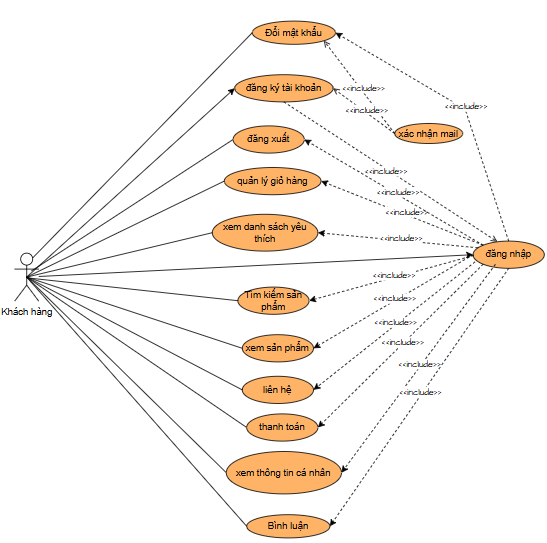 Đổi mật khẩu
đăng ký tài khoản
<<include>>
<<include>>
<<include>>
xác nhận mail
đăng xuất
<<include>>
quản lý giỏ hàng
<<include>>
<<include>>
xem danh sách yêu
thích
<<include>>
đăng nhập
Khách hàng
Tìm kiếm sản
phẩm
<<include>>
<<include>>
<<include>>
xem sản phẩm
<<include>>
liên hệ
<<include>>
<<include>>
thanh toán
xem thông tin cá nhân
Bình luận